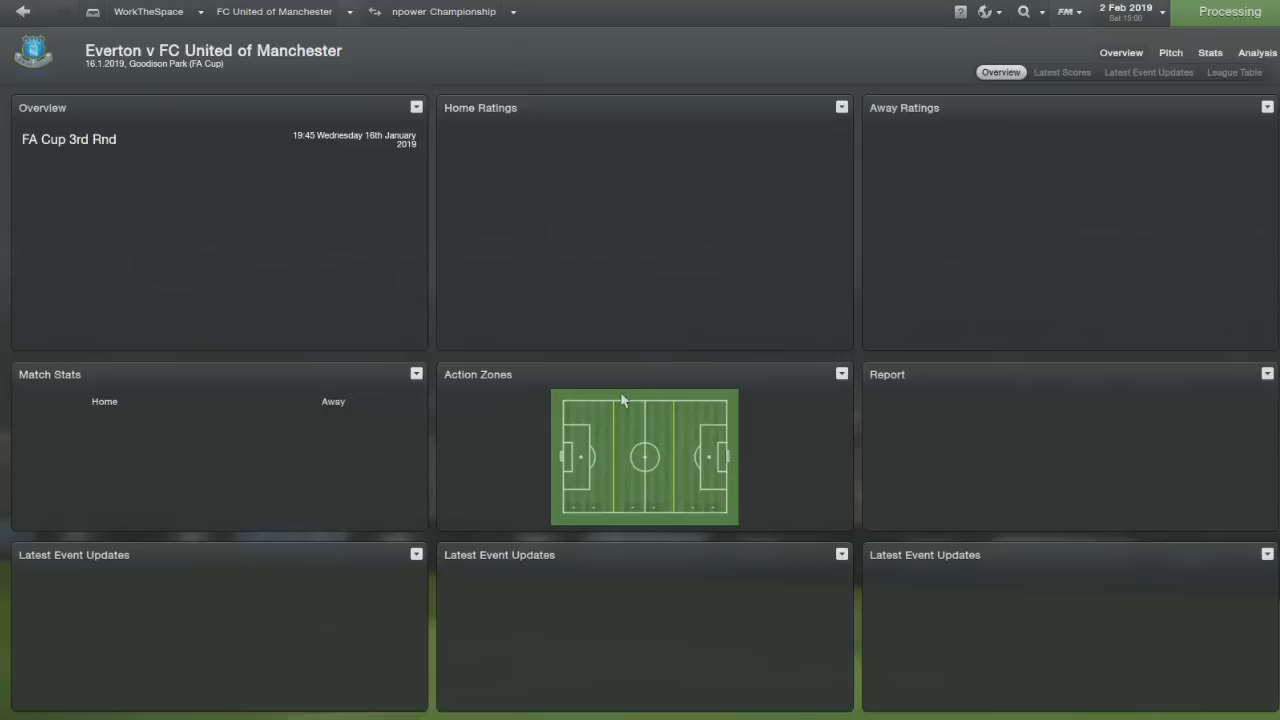 WorkTheSpace FC United of Manchester npower Championship ? FM 2 Feb 2019 Processing
Sat 15:00
Everton v FC United of Manchester
16.1.2019, Goodison Park (FA Cup)
Overview Pitch Stats Analysis
Overview Latest Scores Latest Event Updates League Table
Overview Home Ratings Away Ratings
FA Cup 3rd Rnd 19:45 Wednesday 16th January
2019
Match Stats Action Zones Report
Home Away
Latest Event Updates Latest Event Updates Latest Event Updates